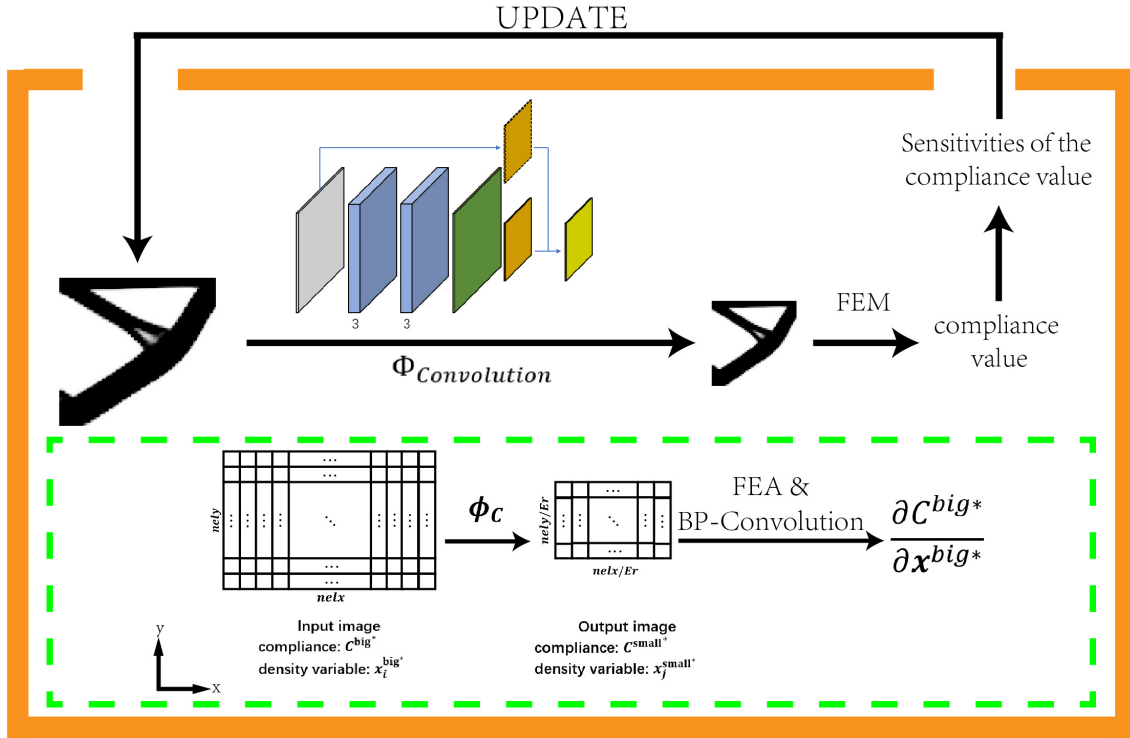 UPDATE
Sensitivities of the
compliance value
3 3
Φ_Convolution
FEM
compliance
value
nely
...
...
⋮ ⋮ ⋮ ⋮ ⋱ ⋮ ⋮ ⋮ ⋮
...
...
nelx
ϕ_C
nely/Er
...
⋮ ⋮ ⋱ ⋮ ⋮
...
nelx/Er
FEA &
BP-Convolution
∂C^{big*}
∂x^{big*}
Input image
compliance: C^{big*}
density variable: x_i^{big*}
Output image
compliance: C^{small*}
density variable: x_j^{small*}
y
x